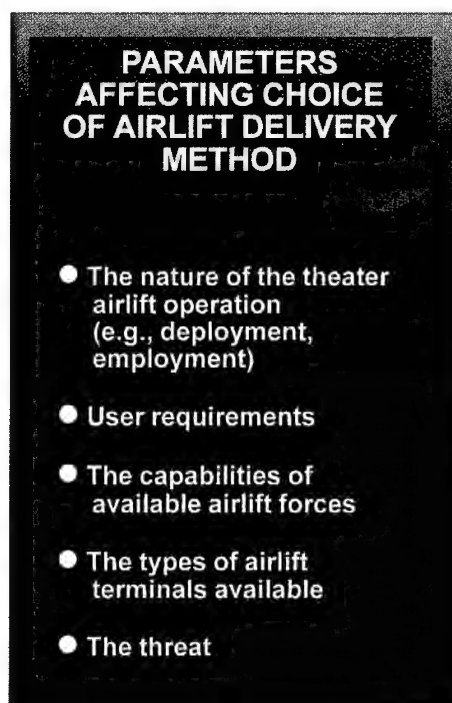 PARAMETERS
AFFECTING CHOICE
OF AIRLIFT DELIVERY
METHOD
● The nature of the theater
airlift operation
(e.g., deployment,
employment)
● User requirements
● The capabilities of
available airlift forces
● The types of airlift
terminals available
● The threat